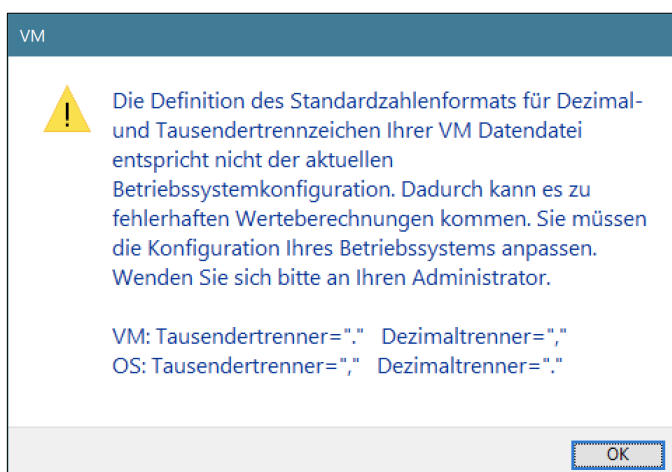 VM
Die Definition des Standardzahlenformats für Dezimal-
und Tausendertrennzeichen Ihrer VM Datendatei
entspricht nicht der aktuellen
Betriebssystemkonfiguration. Dadurch kann es zu
fehlerhaften Werteberechnungen kommen. Sie müssen
die Konfiguration Ihres Betriebssystems anpassen.
Wenden Sie sich bitte an Ihren Administrator.
VM: Tausendertrenner="." Dezimaltrenner=","
OS: Tausendertrenner="," Dezimaltrenner="."
OK